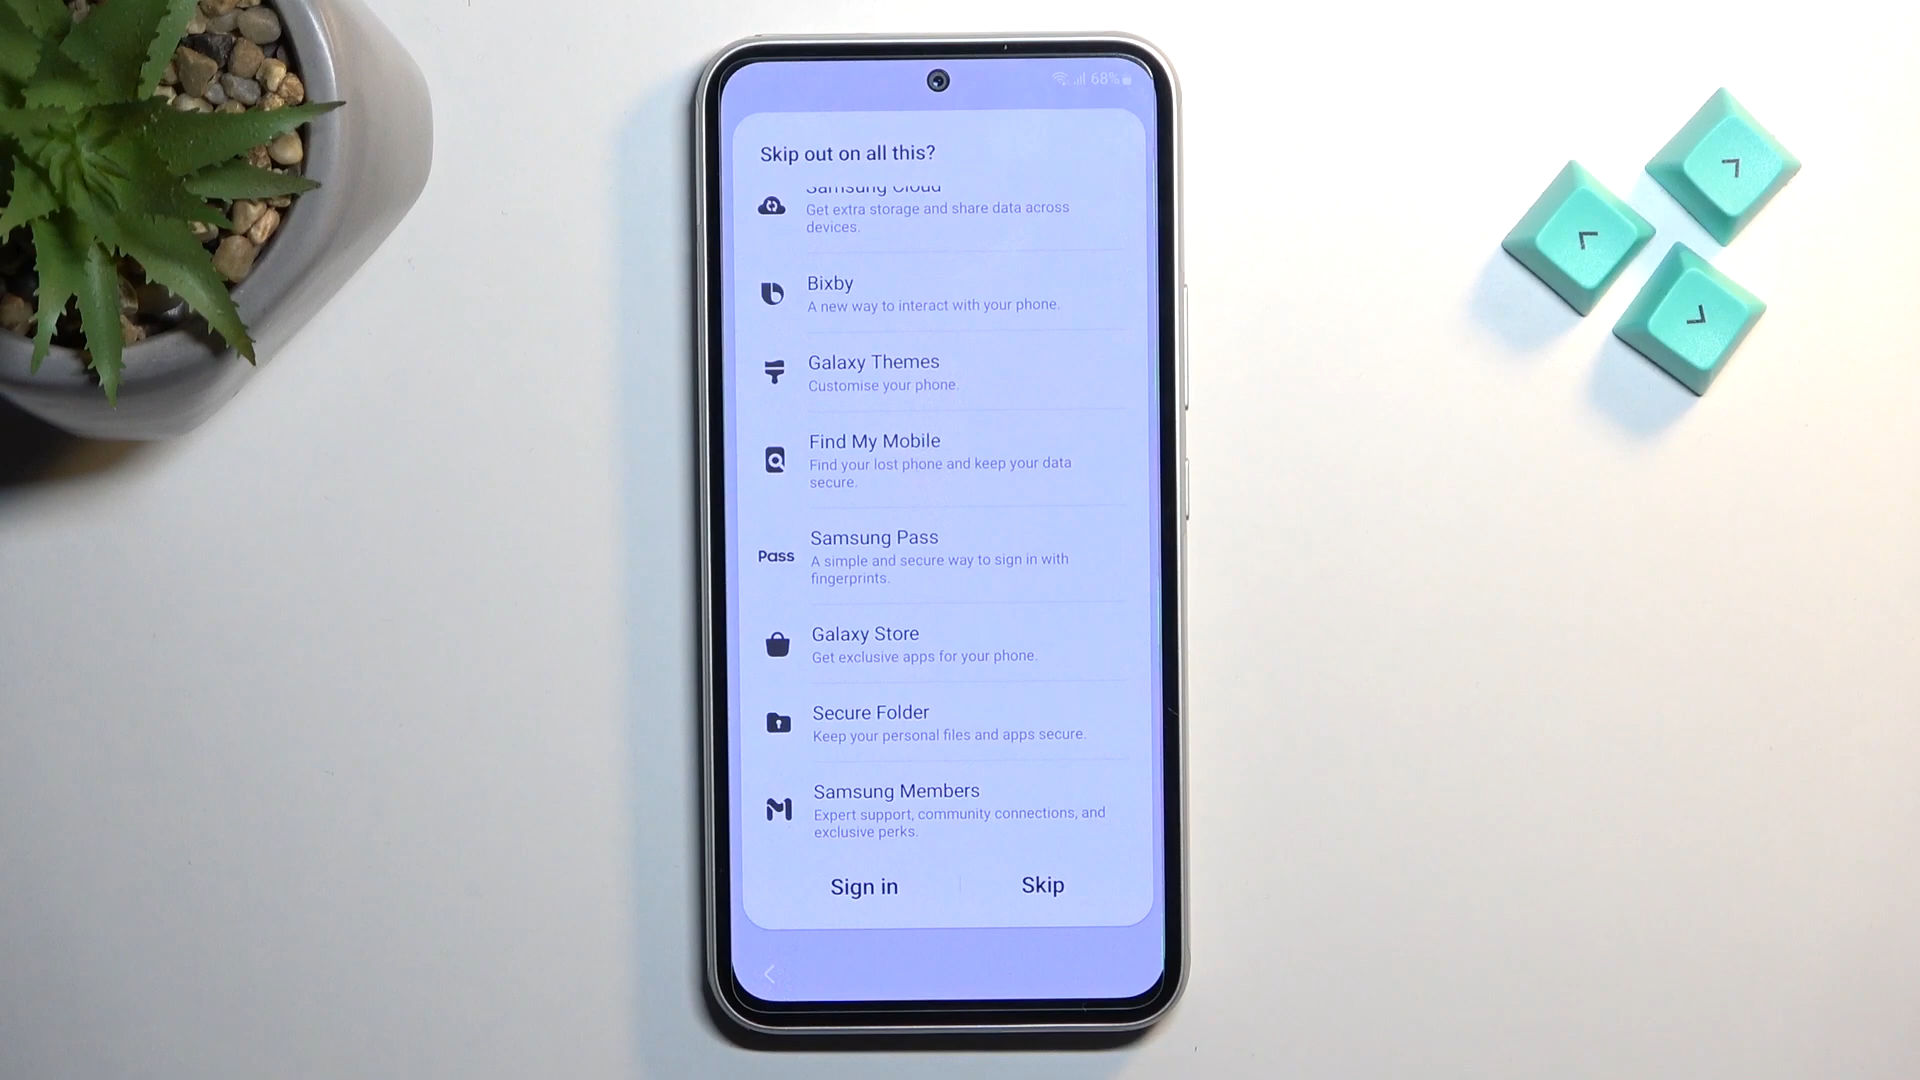 68%
Skip out on all this?
Samsung Cloud
Get extra storage and share data across
devices.
Bixby
A new way to interact with your phone.
Galaxy Themes
Customise your phone.
Find My Mobile
Find your lost phone and keep your data
secure.
Pass
Samsung Pass
A simple and secure way to sign in with
fingerprints.
Galaxy Store
Get exclusive apps for your phone.
Secure Folder
Keep your personal files and apps secure.
Samsung Members
Expert support, community connections, and
exclusive perks.
Sign in
Skip